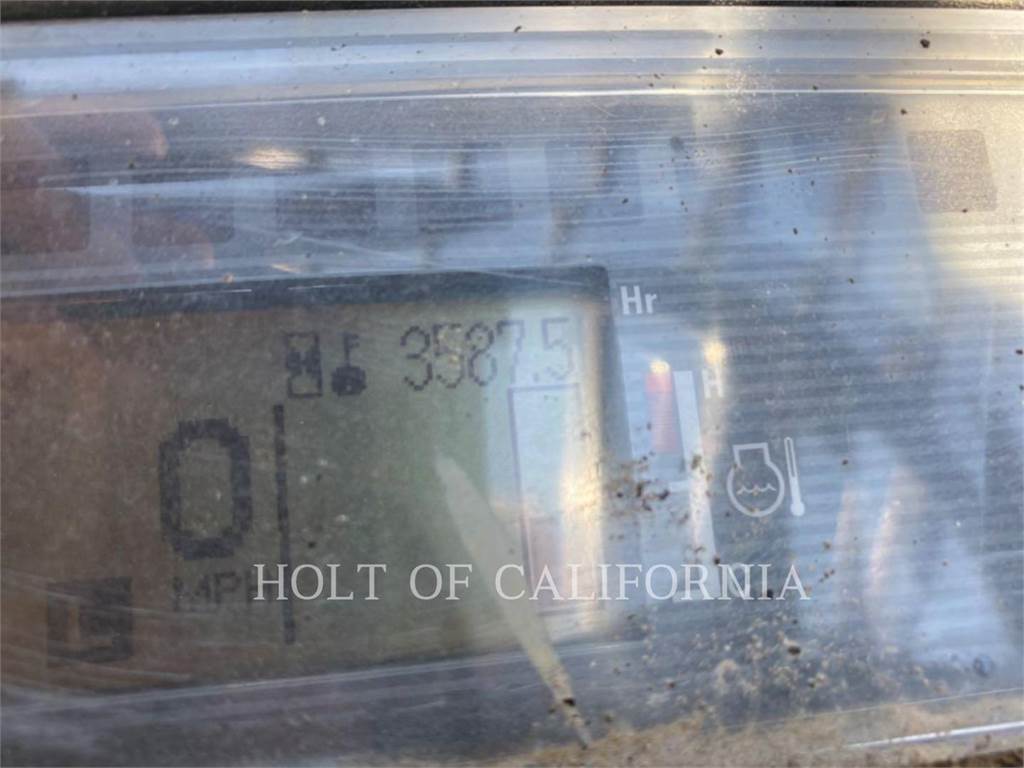 Hr
3587.5
H
0
MPH
HOLT OF CALIFORNIA